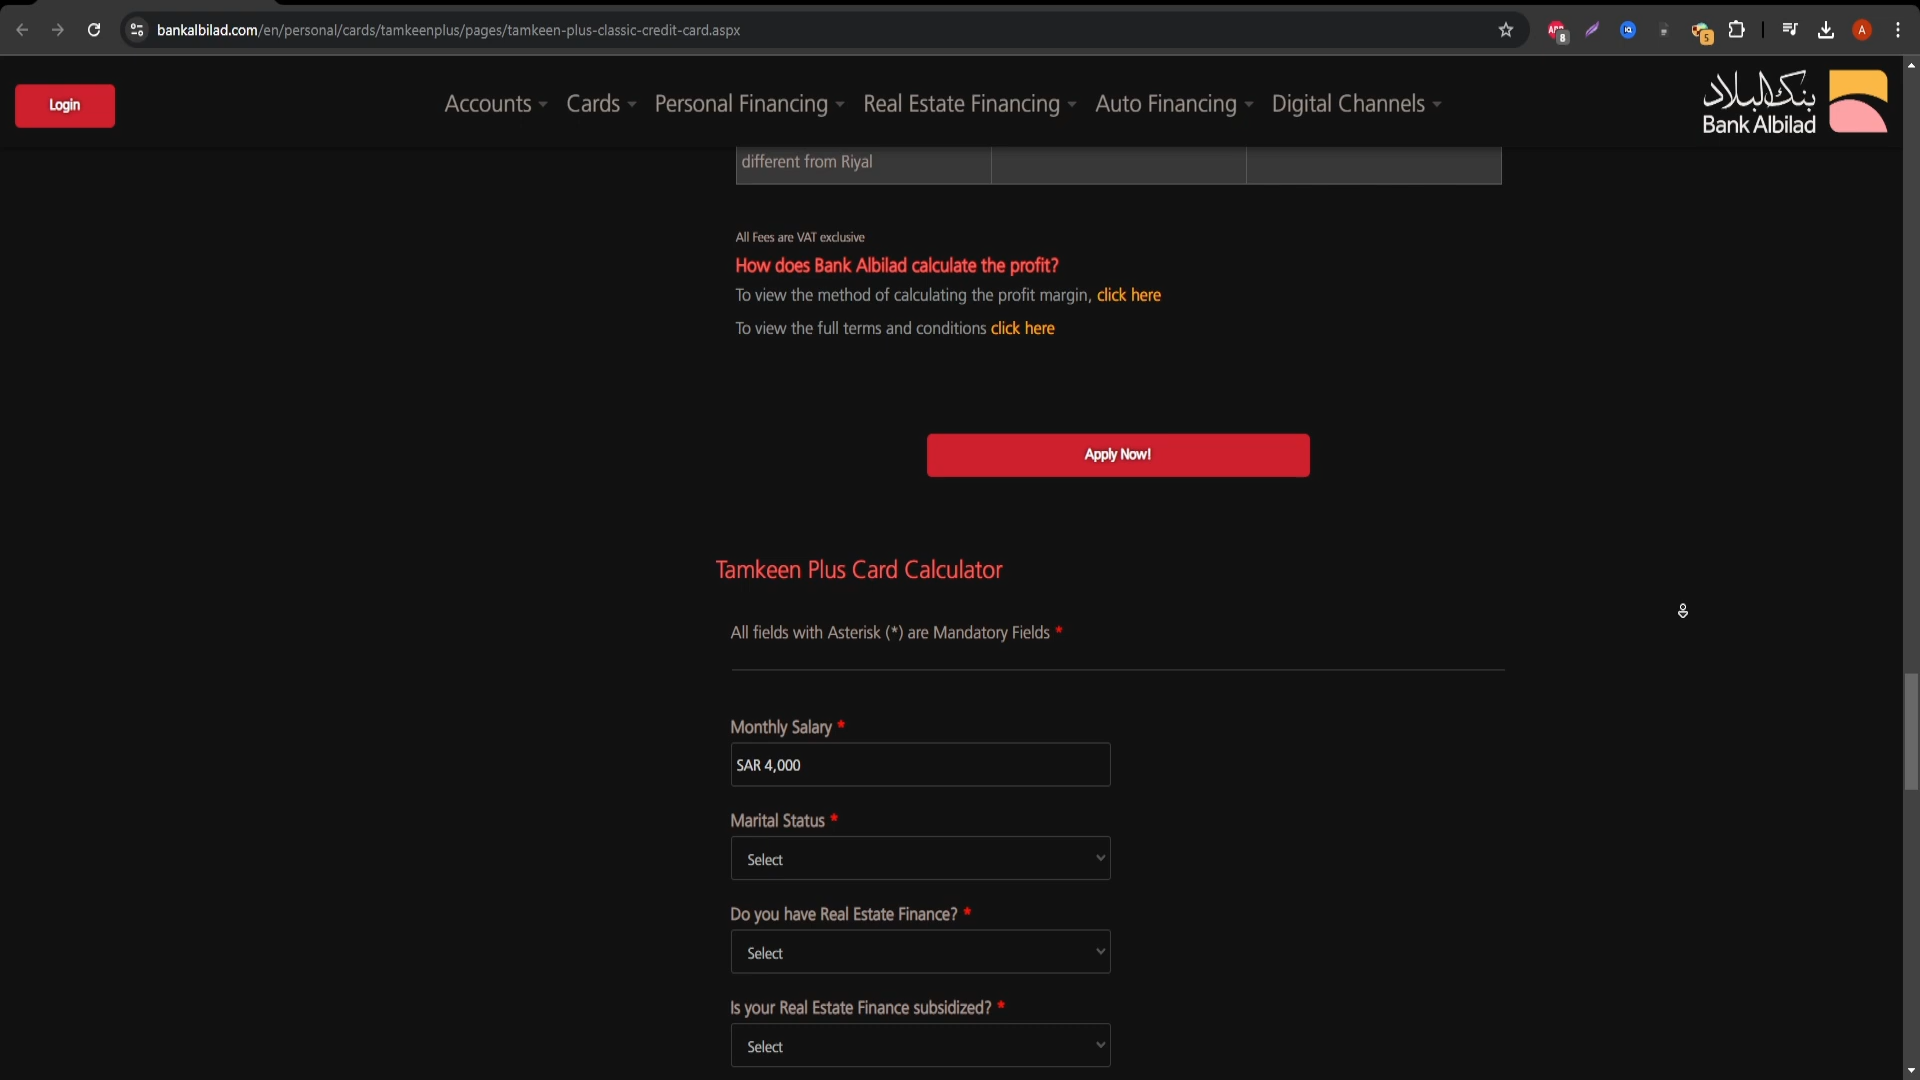 bankalbilad.com/en/personal/cards/tamkeenplus/pages/tamkeen-plus-classic-credit-card.aspx
8
5
A
Login
Accounts
Cards
Personal Financing
Real Estate Financing
Auto Financing
Digital Channels
بنك البلاد
Bank Albilad
different from Riyal
All Fees are VAT exclusive
How does Bank Albilad calculate the profit?
To view the method of calculating the profit margin, click here
To view the full terms and conditions click here
Apply Now!
Tamkeen Plus Card Calculator
All fields with Asterisk (*) are Mandatory Fields *
Monthly Salary *
SAR 4,000
Marital Status *
Select
Do you have Real Estate Finance? *
Select
Is your Real Estate Finance subsidized? *
Select